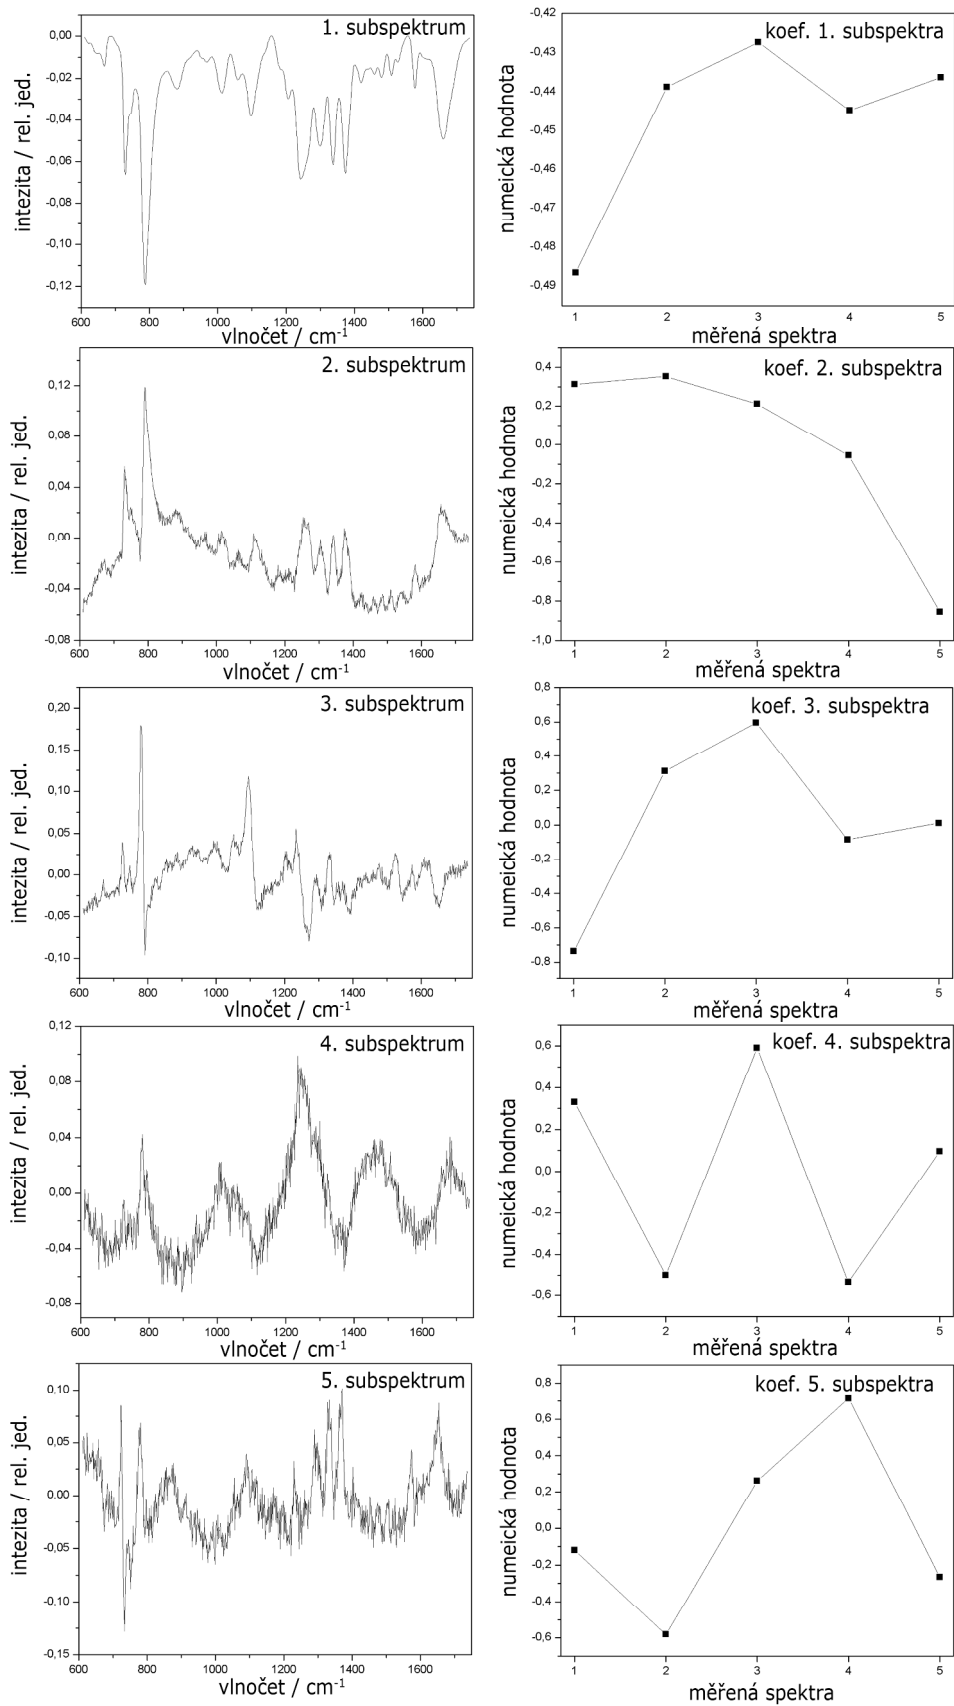 1. subspektrum
intezita / rel. jed.
0,00
-0,02
-0,04
-0,06
-0,08
-0,10
-0,12
600 800 1000 1200 1400 1600
vlnočet / cm⁻¹
koef. 1. subspektra
numeická hodnota
-0,42
-0,43
-0,44
-0,45
-0,46
-0,47
-0,48
-0,49
1 2 3 4 5
měřená spektra
2. subspektrum
intezita / rel. jed.
0,12
0,08
0,04
0,00
-0,04
-0,08
600 800 1000 1200 1400 1600
vlnočet / cm⁻¹
koef. 2. subspektra
numeická hodnota
0,4
0,2
0,0
-0,2
-0,4
-0,6
-0,8
-1,0
1 2 3 4 5
měřená spektra
3. subspektrum
intezita / rel. jed.
0,20
0,15
0,10
0,05
0,00
-0,05
-0,10
600 800 1000 1200 1400 1600
vlnočet / cm⁻¹
koef. 3. subspektra
numeická hodnota
0,8
0,6
0,4
0,2
0,0
-0,2
-0,4
-0,6
-0,8
1 2 3 4 5
měřená spektra
4. subspektrum
intezita / rel. jed.
0,12
0,08
0,04
0,00
-0,04
-0,08
600 800 1000 1200 1400 1600
vlnočet / cm⁻¹
koef. 4. subspektra
numeická hodnota
0,6
0,4
0,2
0,0
-0,2
-0,4
-0,6
1 2 3 4 5
měřená spektra
5. subspektrum
intezita / rel. jed.
0,10
0,05
0,00
-0,05
-0,10
-0,15
600 800 1000 1200 1400 1600
vlnočet / cm⁻¹
koef. 5. subspektra
numeická hodnota
0,8
0,6
0,4
0,2
0,0
-0,2
-0,4
-0,6
1 2 3 4 5
měřená spektra